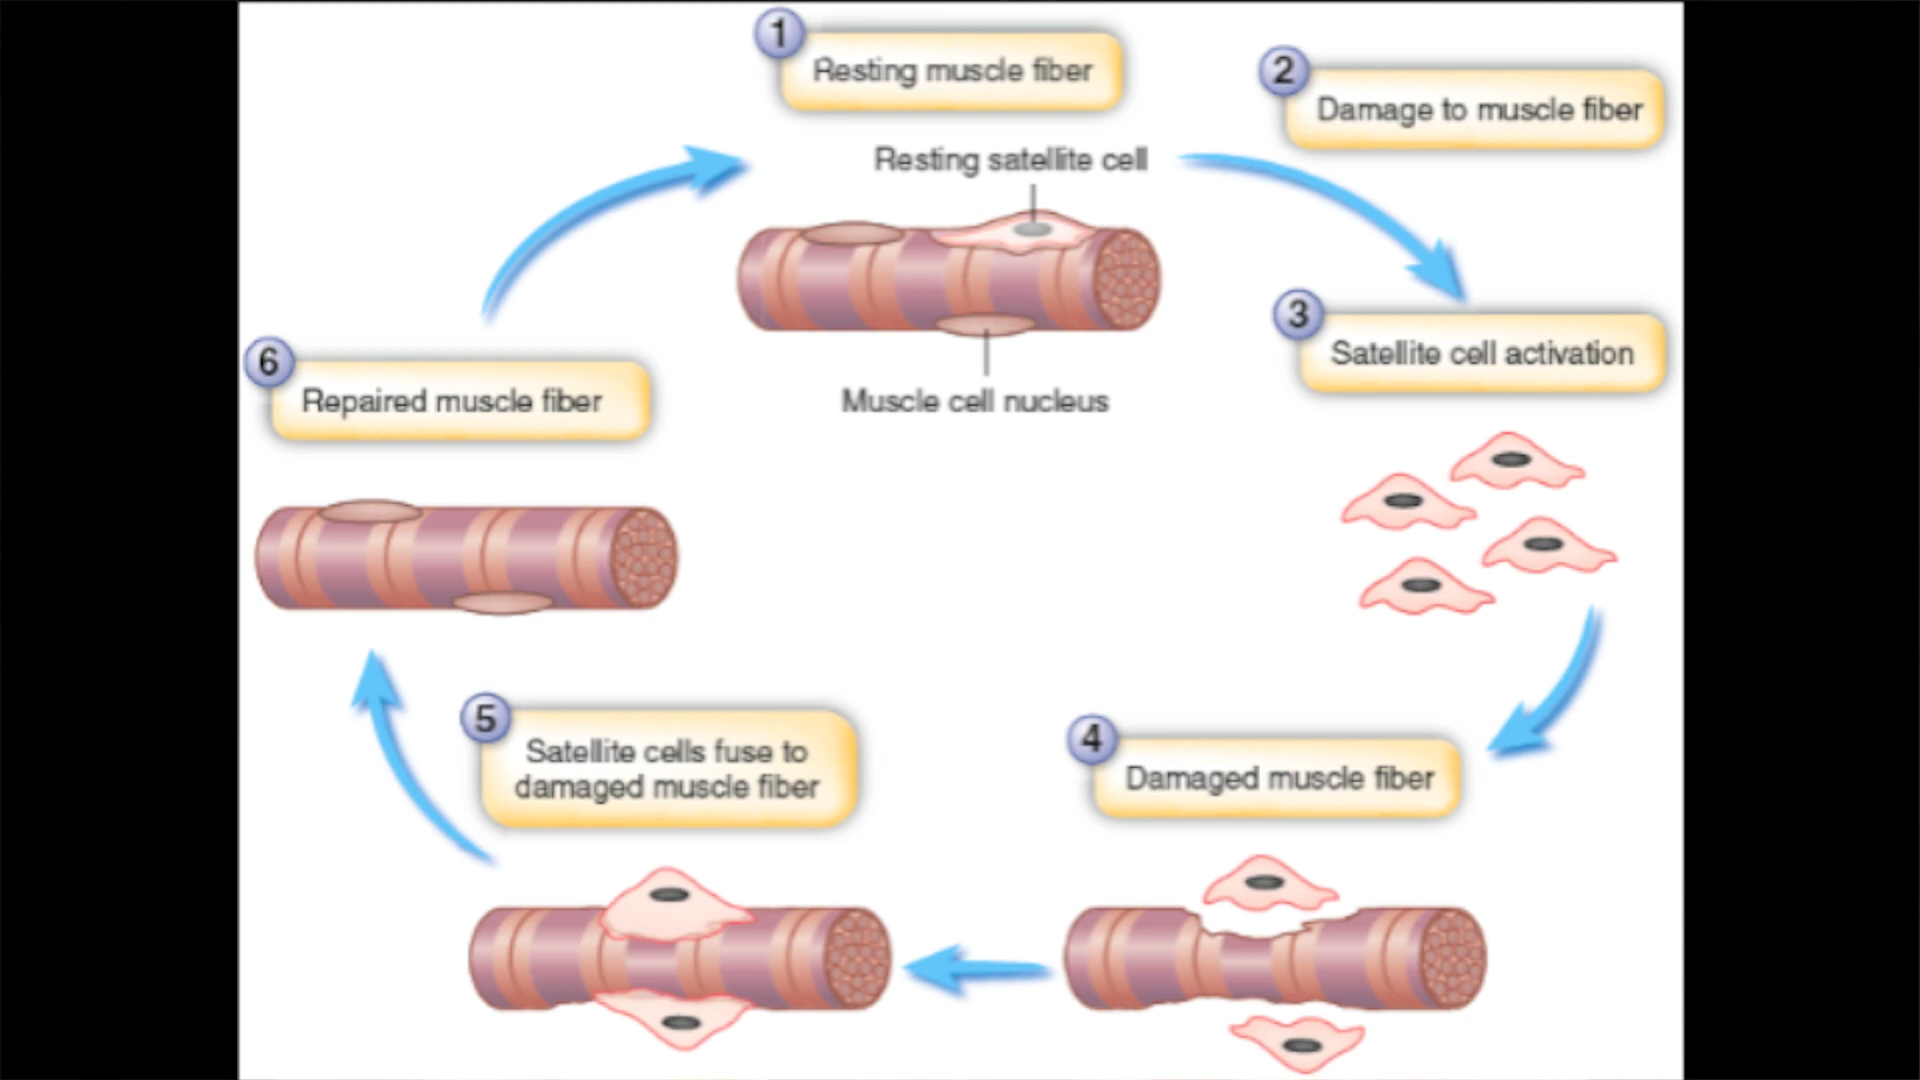 1
Resting muscle fiber
Resting satellite cell
Muscle cell nucleus
2
Damage to muscle fiber
3
Satellite cell activation
4
Damaged muscle fiber
5
Satellite cells fuse to
damaged muscle fiber
6
Repaired muscle fiber